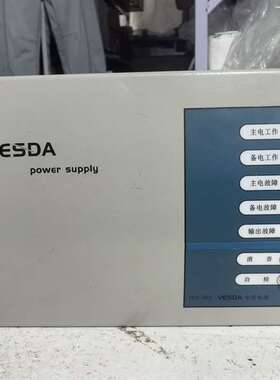 ESDA
power supply
主电工作
备电工作
主电故障
备电故障
输出故障
消 音
自 检
VESDA